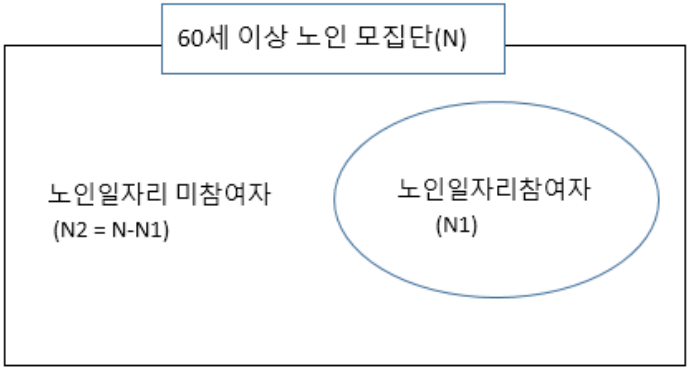 60세 이상 노인 모집단(N)
노인일자리 미참여자
(N2 = N-N1)
노인일자리참여자
(N1)